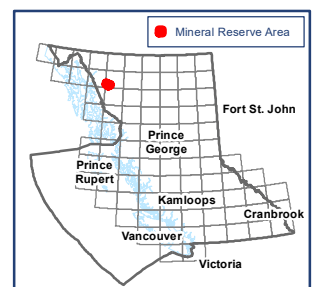 Mineral Reserve Area
Fort St. John
Prince
George
Prince
Rupert
Kamloops
Cranbrook
Vancouver
Victoria